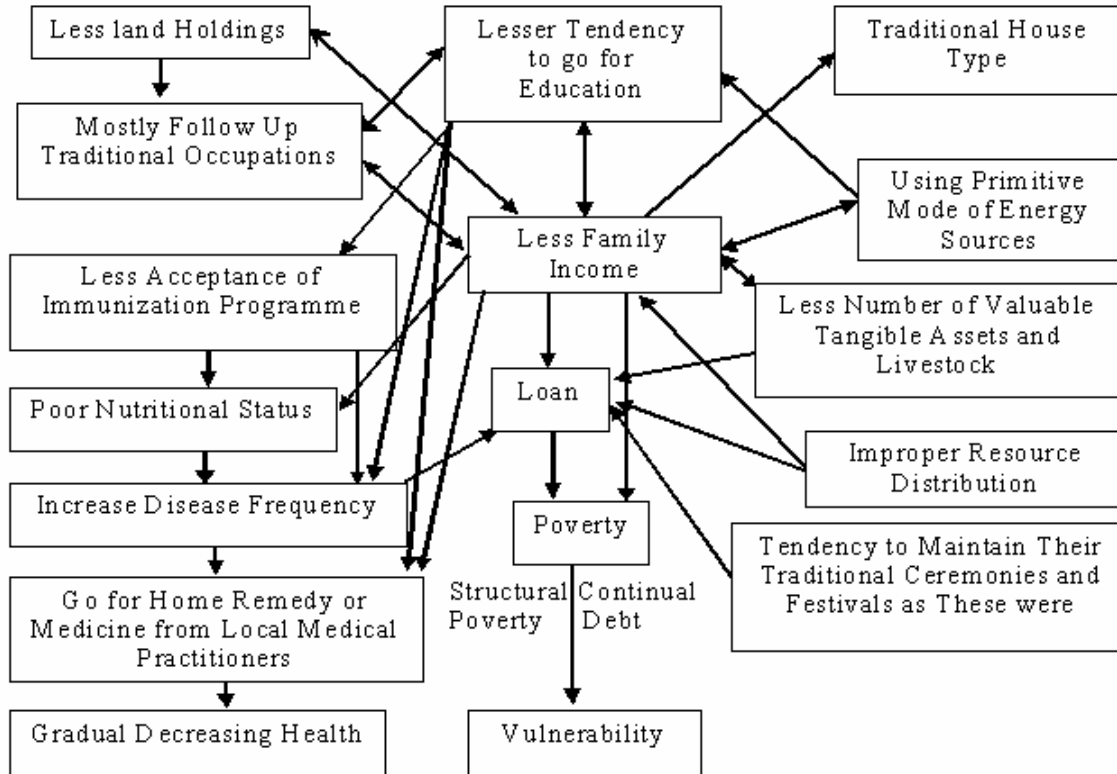 Less land Holdings
Lesser Tendency
to go for
Education
Traditional House
Type
Mostly Follow Up
Traditional Occupations
Using Primitive
Mode of Energy
Sources
Less Family
Income
Less Acceptance of
Immunization Programme
Less Number of Valuable
Tangible Assets and
Livestock
Loan
Poor Nutritional Status
Improper Resource
Distribution
Increase Disease Frequency
Poverty
Tendency to Maintain Their
Traditional Ceremonies and
Festivals as These were
Structural
Poverty
Continual
Debt
Go for Home Remedy or
Medicine from Local Medical
Practitioners
Gradual Decreasing Health
Vulnerability